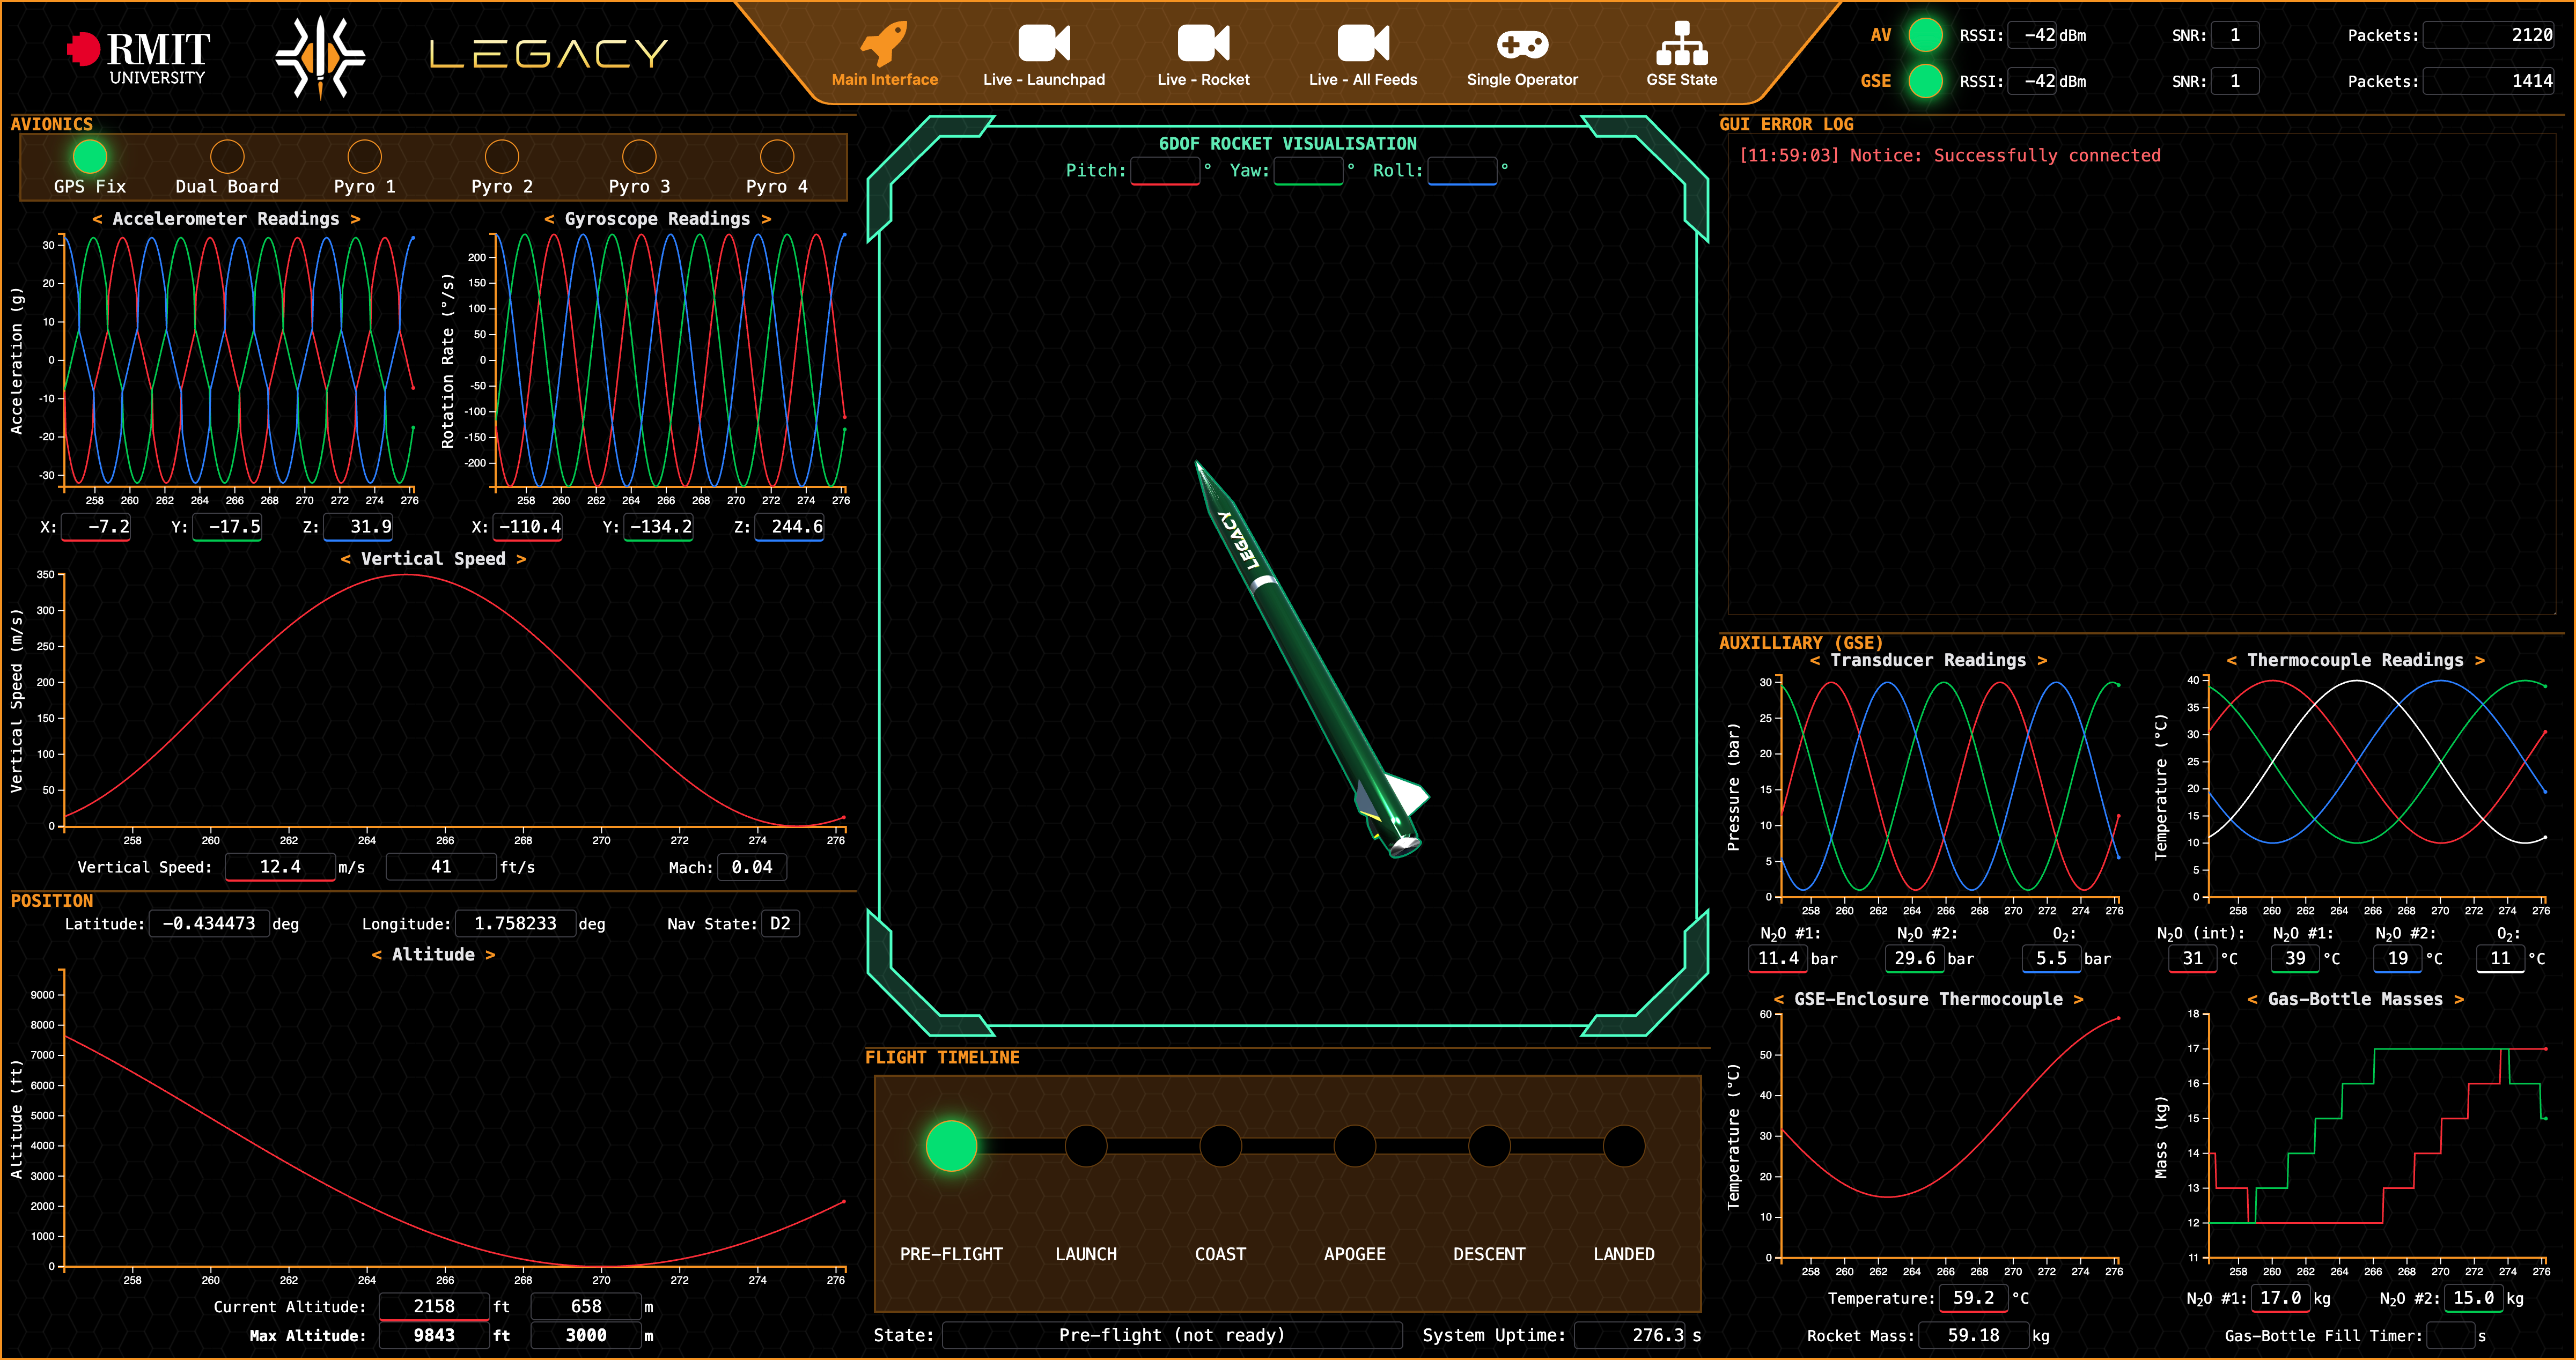 RMIT
UNIVERSITY
LEGACY
Main Interface
Live - Launchpad
Live - Rocket
Live - All Feeds
Single Operator
GSE State
AV RSSI: -42 dBm SNR: 1 Packets: 2120
GSE RSSI: -42 dBm SNR: 1 Packets: 1414
AVIONICS
GPS Fix Dual Board Pyro 1 Pyro 2 Pyro 3 Pyro 4
< Accelerometer Readings >
Acceleration (g)
30
20
10
0
-10
-20
-30
258 260 262 264 266 268 270 272 274 276
X: -7.2 Y: -17.5 Z: 31.9
< Gyroscope Readings >
Rotation Rate (°/s)
200
150
100
50
0
-50
-100
-150
-200
258 260 262 264 266 268 270 272 274 276
X: -110.4 Y: -134.2 Z: 244.6
< Vertical Speed >
Vertical Speed (m/s)
350
300
250
200
150
100
50
0
258 260 262 264 266 268 270 272 274 276
Vertical Speed: 12.4 m/s 41 ft/s Mach: 0.04
POSITION
Latitude: -0.434473 deg Longitude: 1.758233 deg Nav State: D2
< Altitude >
Altitude (ft)
9000
8000
7000
6000
5000
4000
3000
2000
1000
0
258 260 262 264 266 268 270 272 274 276
Current Altitude: 2158 ft 658 m
Max Altitude: 9843 ft 3000 m
6DOF ROCKET VISUALISATION
Pitch: ° Yaw: ° Roll: °
LEGACY
FLIGHT TIMELINE
PRE-FLIGHT LAUNCH COAST APOGEE DESCENT LANDED
State: Pre-flight (not ready) System Uptime: 276.3 s
GUI ERROR LOG
[11:59:03] Notice: Successfully connected
AUXILLIARY (GSE)
< Transducer Readings >
Pressure (bar)
30
25
20
15
10
5
0
258 260 262 264 266 268 270 272 274 276
N₂O #1: N₂O #2: O₂:
11.4 bar 29.6 bar 5.5 bar
< Thermocouple Readings >
Temperature (°C)
40
35
30
25
20
15
10
5
0
258 260 262 264 266 268 270 272 274 276
N₂O (int): N₂O #1: N₂O #2: O₂:
31 °C 39 °C 19 °C 11 °C
< GSE-Enclosure Thermocouple >
Temperature (°C)
60
50
40
30
20
10
0
258 260 262 264 266 268 270 272 274 276
Temperature: 59.2 °C
Rocket Mass: 59.18 kg
< Gas-Bottle Masses >
Mass (kg)
18
17
16
15
14
13
12
11
258 260 262 264 266 268 270 272 274 276
N₂O #1: 17.0 kg N₂O #2: 15.0 kg
Gas-Bottle Fill Timer: s